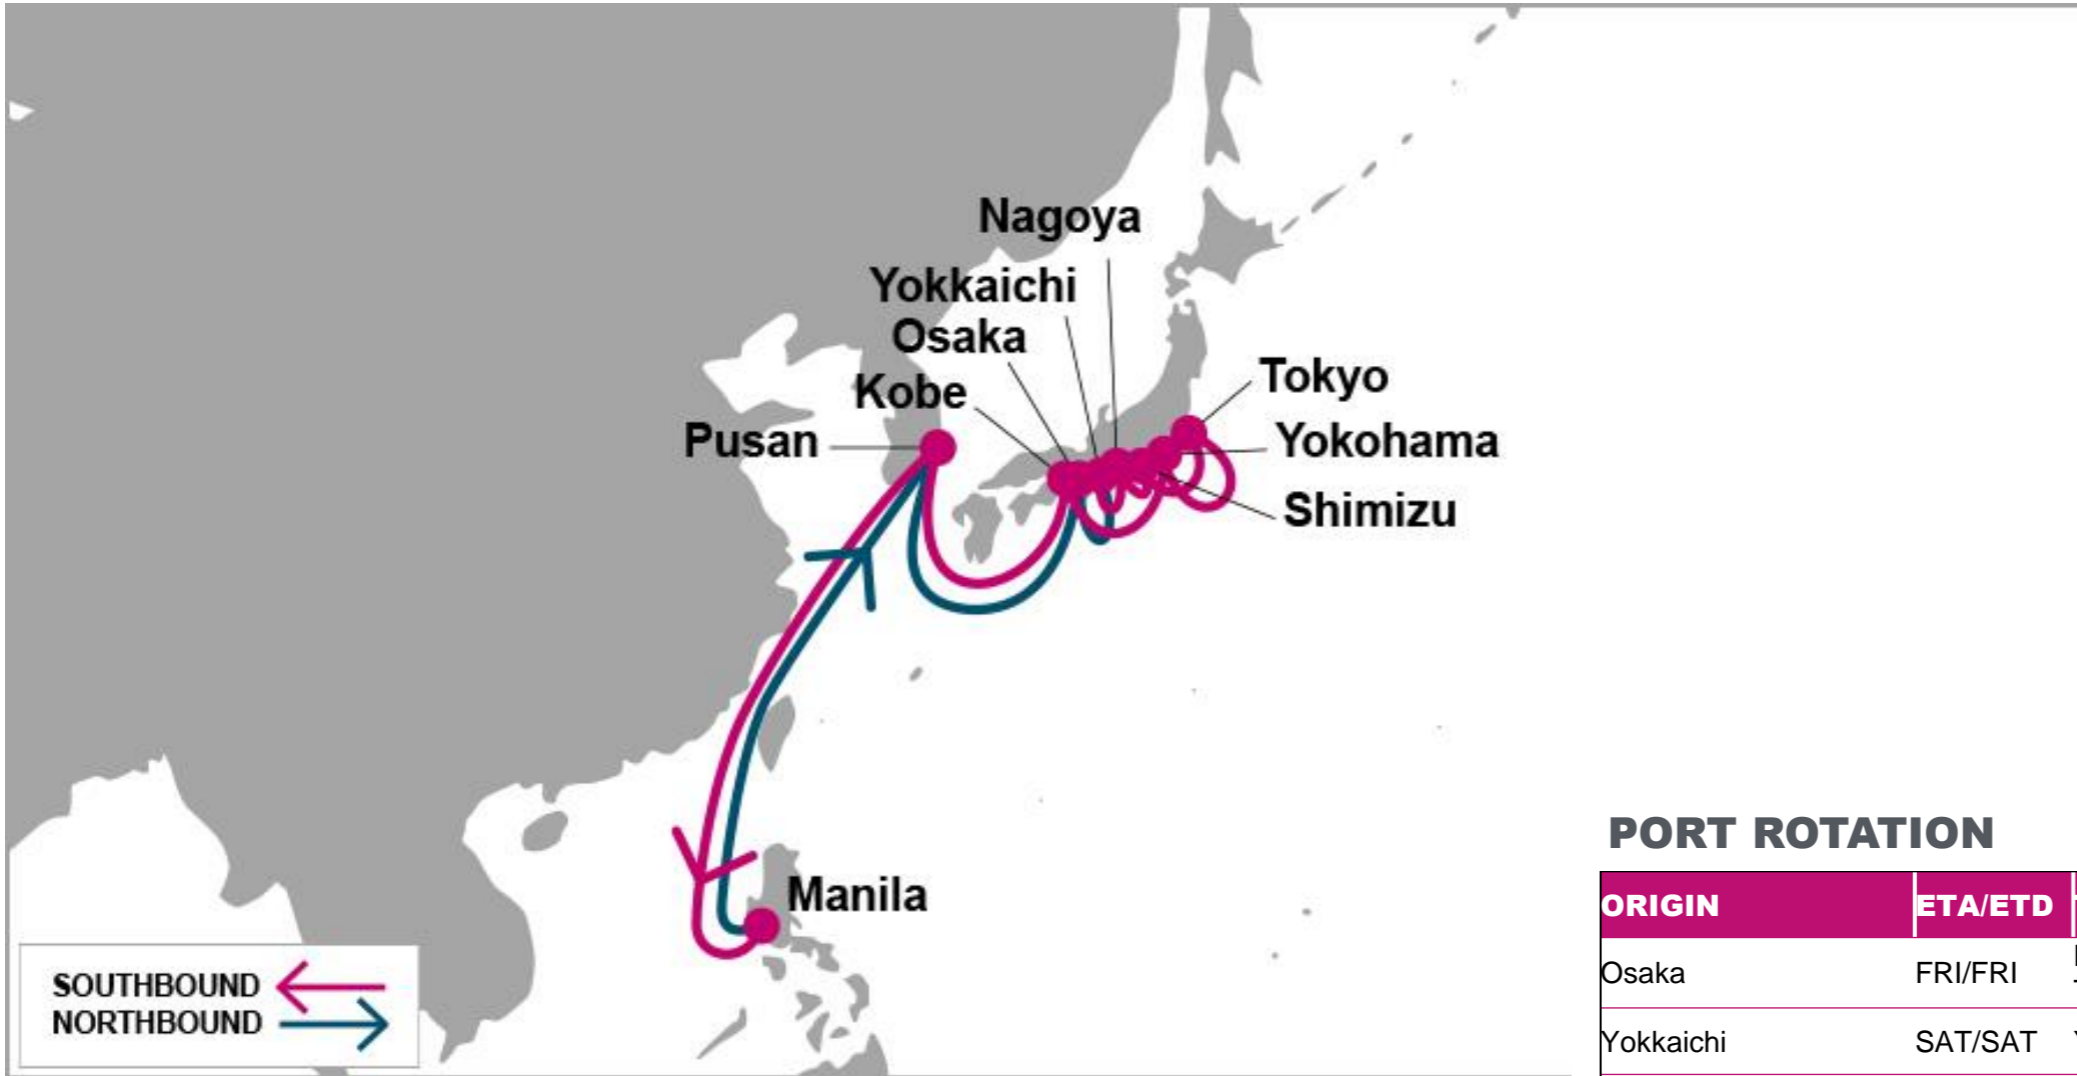 Nagoya
Yokkaichi
Osaka
Kobe
Tokyo
Pusan
Yokohama
Shimizu
Manila
SOUTHBOUND
NORTHBOUND
PORT ROTATION
ORIGIN ETA/ETD
Osaka FRI/FRI
Yokkaichi SAT/SAT